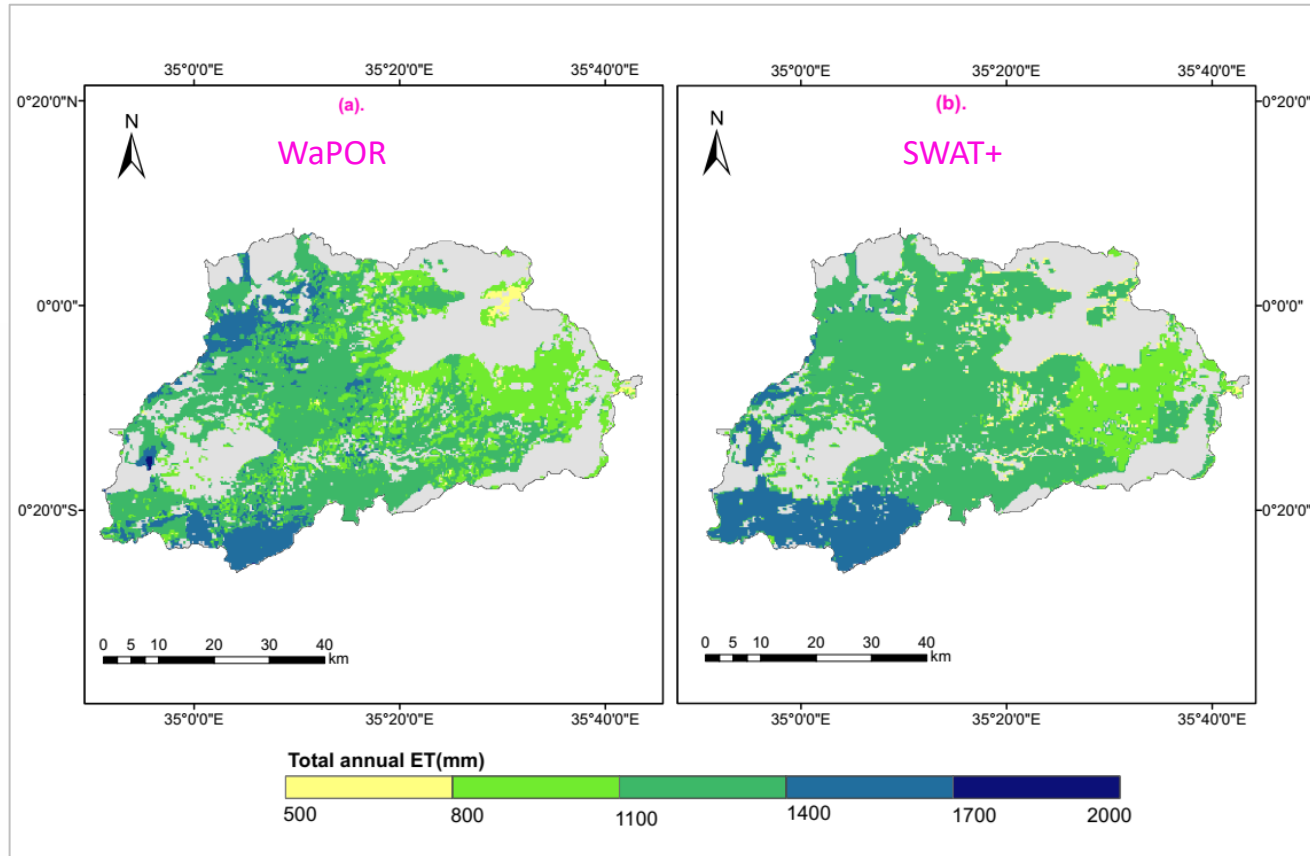 35°0'0"E 35°20'0"E 35°40'0"E 35°0'0"E 35°20'0"E 35°40'0"E
0°20'0"N (a). (b). 0°20'0"
N N
WaPOR SWAT+
0°0'0" 0°0'0"
0°20'0"S 0°20'0"
0 5 10 20 30 40 0 5 10 20 30 40
km km
35°0'0"E 35°20'0"E 35°40'0"E 35°0'0"E 35°20'0"E 35°40'0"E
Total annual ET(mm)
500 800 1100 1400 1700 2000